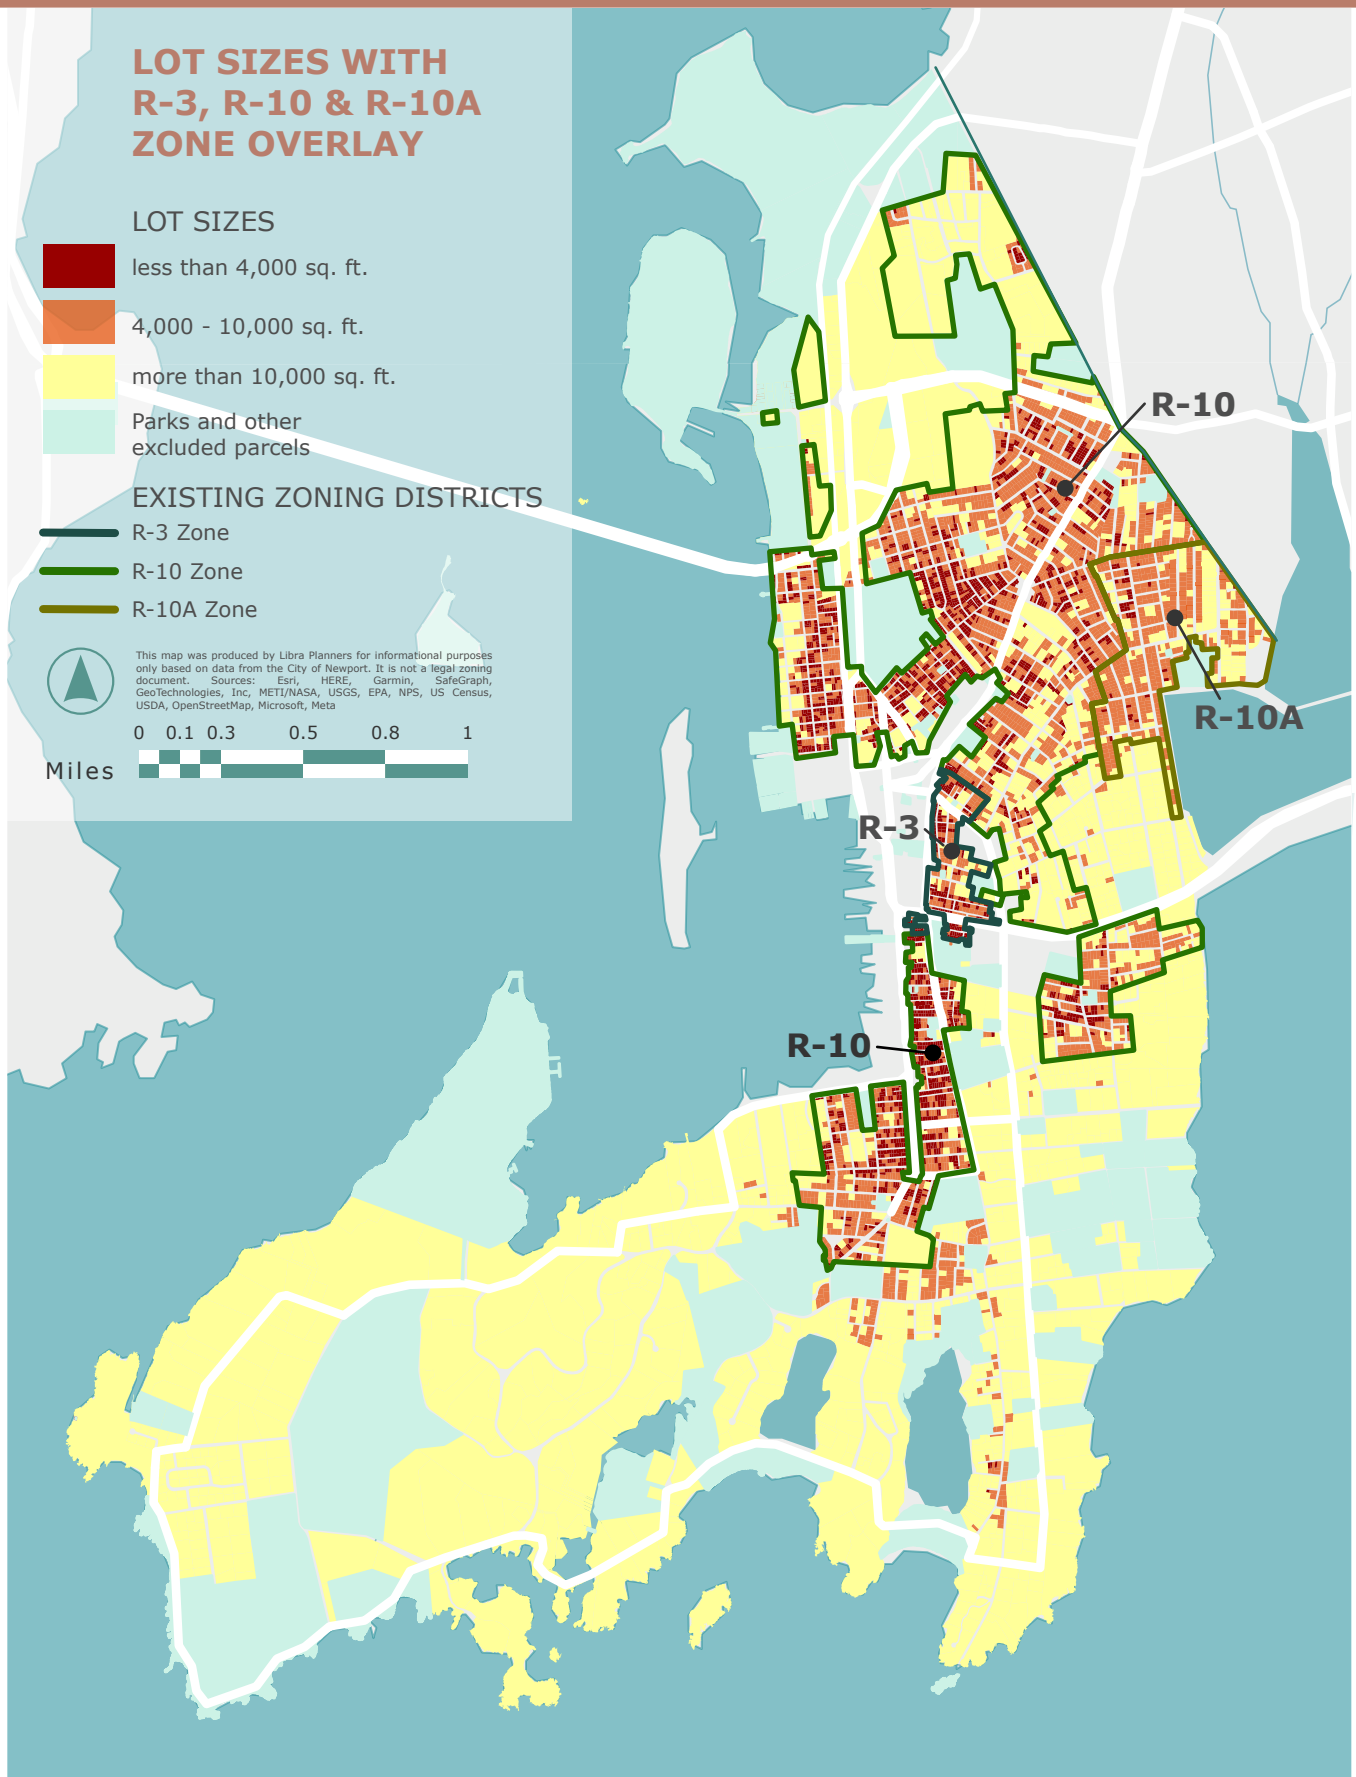 LOT SIZES WITH
R-3, R-10 & R-10A
ZONE OVERLAY
LOT SIZES
less than 4,000 sq. ft.
4,000 - 10,000 sq. ft.
more than 10,000 sq. ft.
Parks and other
excluded parcels
EXISTING ZONING DISTRICTS
R-3 Zone
R-10 Zone
R-10A Zone
This map was produced by Libra Planners for informational purposes
only based on data from the City of Newport. It is not a legal zoning
document. Sources: Esri, HERE, Garmin, SafeGraph,
GeoTechnologies, Inc, METI/NASA, USGS, EPA, NPS, US Census,
USDA, OpenStreetMap, Microsoft, Meta
0 0.1 0.3 0.5 0.8 1
Miles
R-10
R-10A
R-3
R-10